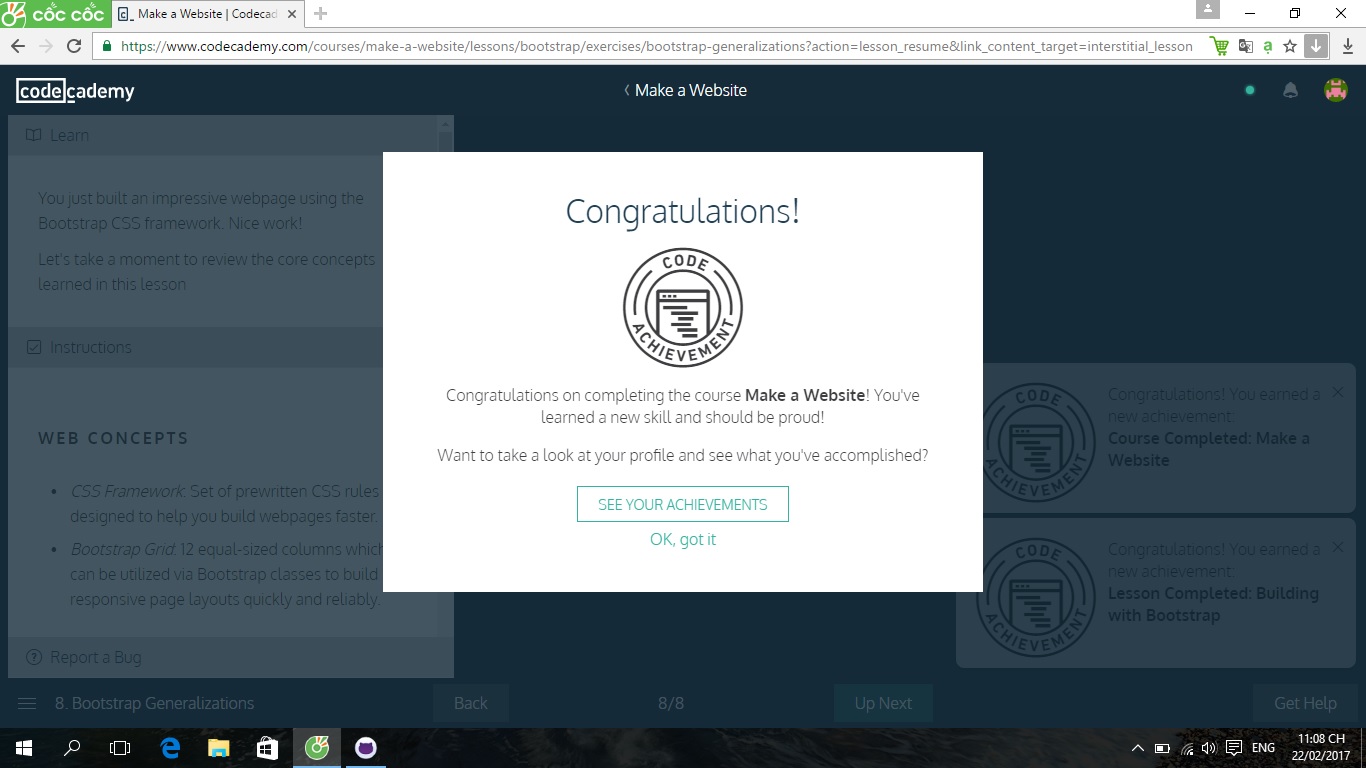 cốc cốc
Make a Website | Codecad
https://www.codecademy.com/courses/make-a-website/lessons/bootstrap/exercises/bootstrap-generalizations?action=lesson_resume&link_content_target=interstitial_lesson
codecademy
Make a Website
Learn
You just built an impressive webpage using the
Bootstrap CSS framework. Nice work!
Let's take a moment to review the core concepts
learned in this lesson
Instructions
WEB CONCEPTS
• CSS Framework: Set of prewritten CSS rules
designed to help you build webpages faster.
• Bootstrap Grid: 12 equal-sized columns which
can be utilized via Bootstrap classes to build
responsive page layouts quickly and reliably.
Report a Bug
Congratulations!
CODE
ACHIEVEMENT
Congratulations on completing the course Make a Website! You've
learned a new skill and should be proud!
Want to take a look at your profile and see what you've accomplished?
SEE YOUR ACHIEVEMENTS
OK, got it
CODE
ACHIEVEMENT
Congratulations! You earned a
new achievement:
Course Completed: Make a
Website
CODE
ACHIEVEMENT
Congratulations! You earned a
new achievement:
Lesson Completed: Building
with Bootstrap
8. Bootstrap Generalizations
Back
8/8
Up Next
Get Help
ENG
11:08 CH
22/02/2017